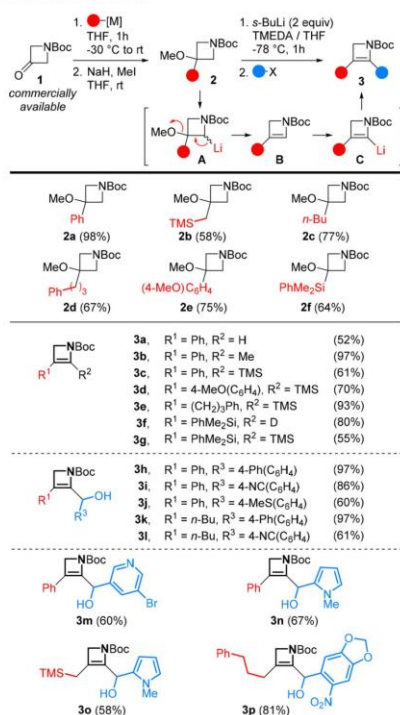 1. ●–[M]
THF, 1h
-30 °C to rt
2. NaH, MeI
THF, rt
1. s-BuLi (2 equiv)
TMEDA / THF
-78 °C, 1h
2. ●–X
NBoc
O
1
commercially
available
NBoc
MeO
2
NBoc
3
NBoc
MeO
Li
A
NBoc
B
NBoc
Li
C
NBoc
MeO
Ph
2a (98%)
NBoc
MeO
TMS
2b (58%)
NBoc
MeO
n-Bu
2c (77%)
NBoc
MeO
Ph ( )3
2d (67%)
NBoc
MeO
(4-MeO)C6H4
2e (75%)
NBoc
MeO
PhMe2Si
2f (64%)
NBoc
R1 R2
3a, R1 = Ph, R2 = H (52%)
3b, R1 = Ph, R2 = Me (97%)
3c, R1 = Ph, R2 = TMS (61%)
3d, R1 = 4-MeO(C6H4), R2 = TMS (70%)
3e, R1 = (CH2)3Ph, R2 = TMS (93%)
3f, R1 = PhMe2Si, R2 = D (80%)
3g, R1 = PhMe2Si, R2 = TMS (55%)
NBoc
R1 OH
R3
3h, R1 = Ph, R3 = 4-Ph(C6H4) (97%)
3i, R1 = Ph, R3 = 4-NC(C6H4) (86%)
3j, R1 = Ph, R3 = 4-MeS(C6H4) (60%)
3k, R1 = n-Bu, R3 = 4-Ph(C6H4) (97%)
3l, R1 = n-Bu, R3 = 4-NC(C6H4) (61%)
NBoc
Ph
N
HO
Br
3m (60%)
NBoc
Ph
N
HO
Me
3n (67%)
NBoc
TMS
N
HO
Me
3o (58%)
NBoc
Ph
O
O
HO
NO2
3p (81%)